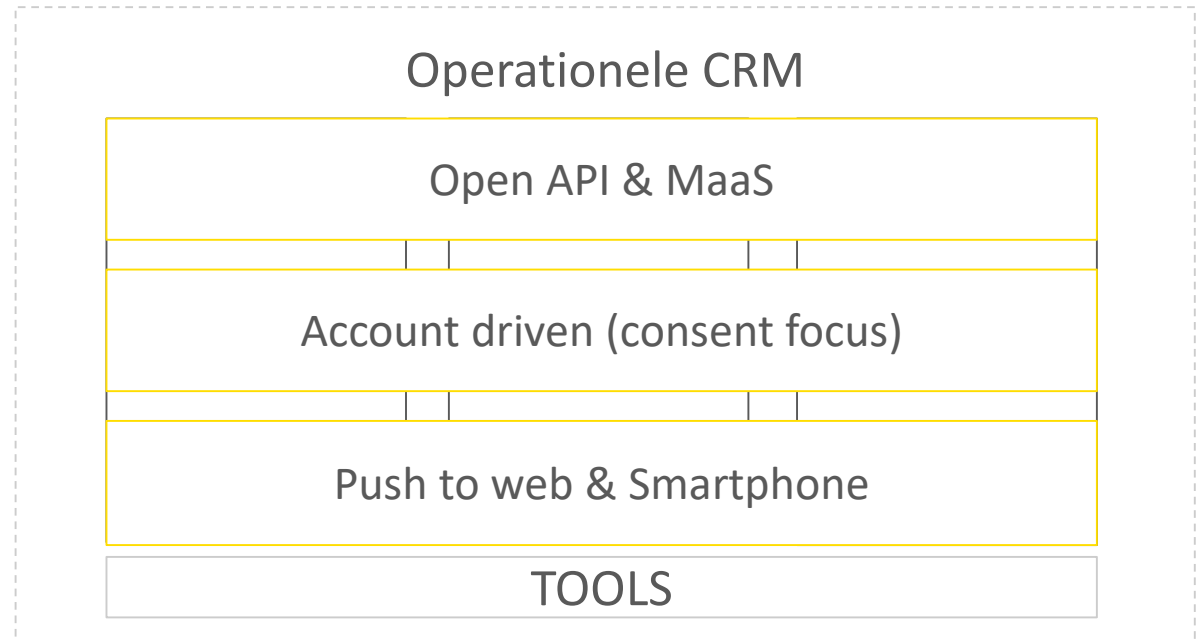 Operationele CRM
Open API & MaaS
Account driven (consent focus)
Push to web & Smartphone
TOOLS